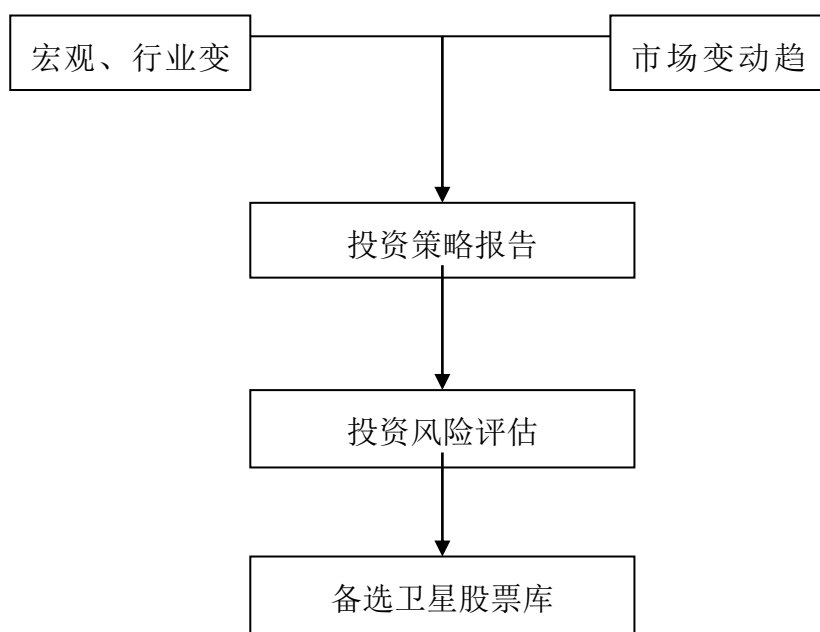 宏观、行业变
市场变动趋
投资策略报告
投资风险评估
备选卫星股票库